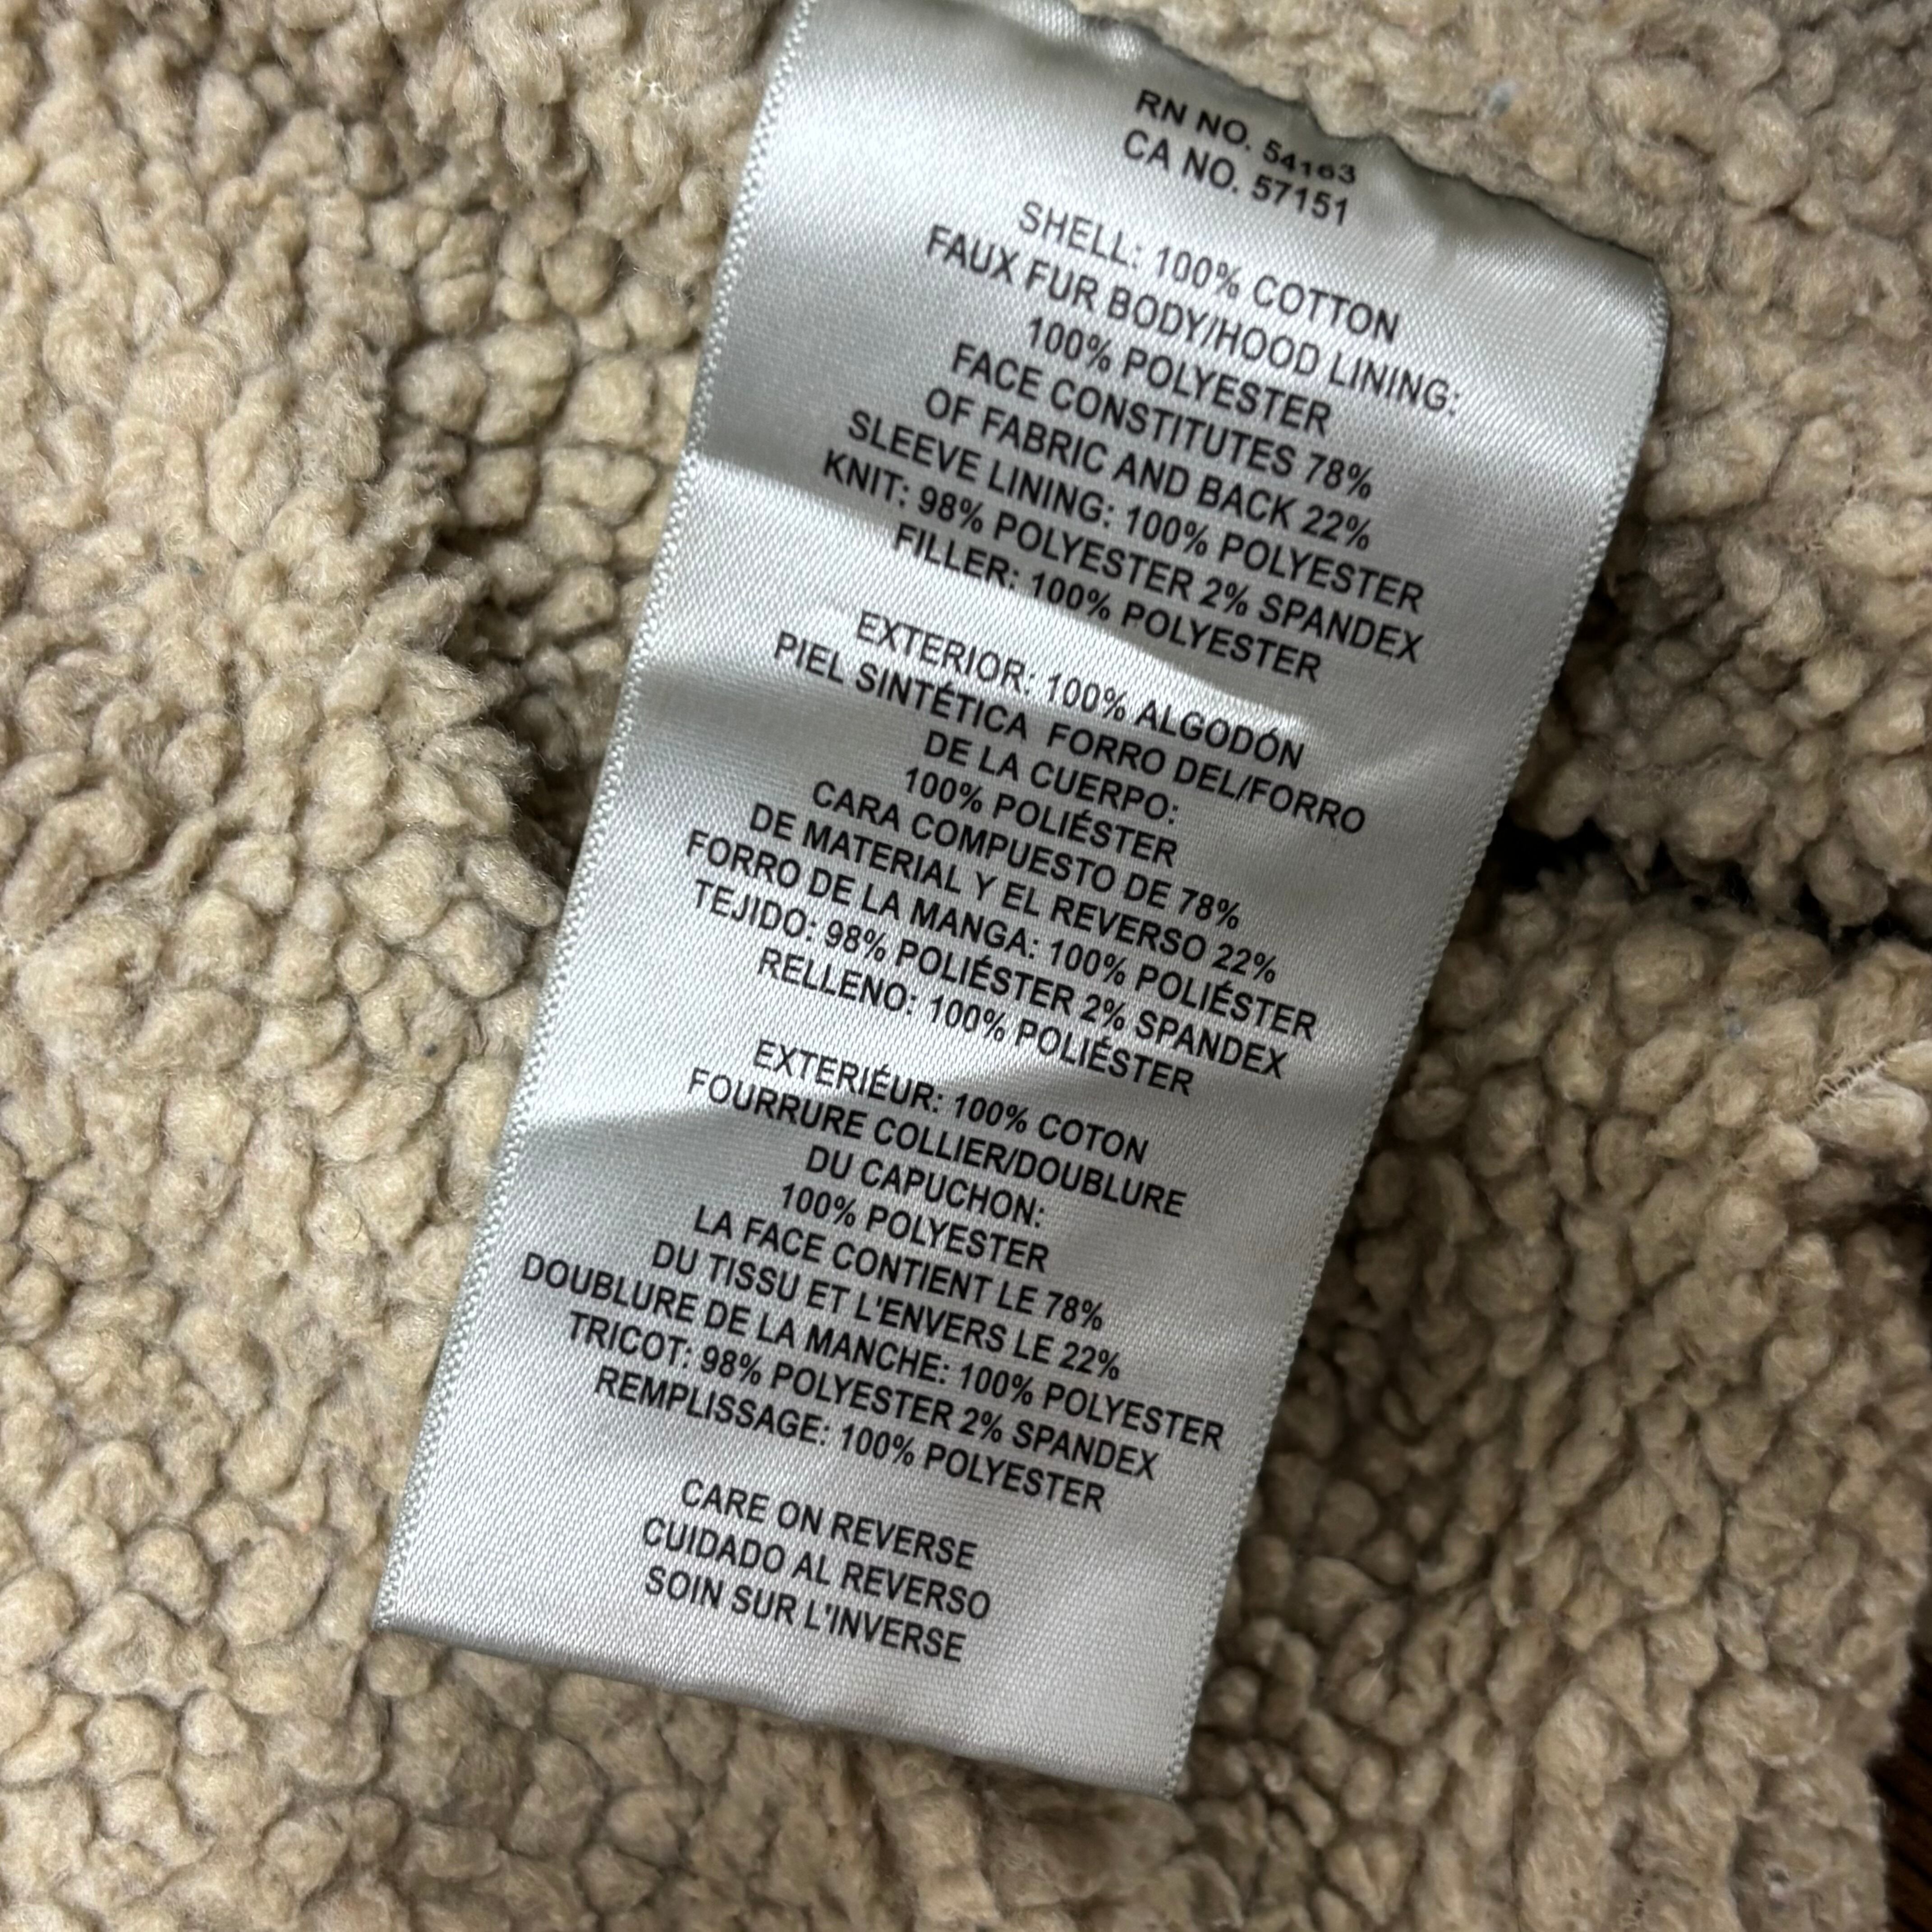 RN NO. 54163
CA NO. 57151
SHELL: 100% COTTON
FAUX FUR BODY/HOOD LINING:
100% POLYESTER
FACE CONSTITUTES 78%
OF FABRIC AND BACK 22%
SLEEVE LINING: 100% POLYESTER
KNIT: 98% POLYESTER 2% SPANDEX
FILLER: 100% POLYESTER
EXTERIOR: 100% ALGODÓN
PIEL SINTÉTICA FORRO DEL/FORRO
DE LA CUERPO:
100% POLIÉSTER
CARA COMPUESTO DE 78%
DE MATERIAL Y EL REVERSO 22%
FORRO DE LA MANGA: 100% POLIÉSTER
TEJIDO: 98% POLIÉSTER 2% SPANDEX
RELLENO: 100% POLIÉSTER
EXTERIÉUR: 100% COTON
FOURRURE COLLIER/DOUBLURE
DU CAPUCHON:
100% POLYESTER
LA FACE CONTIENT LE 78%
DU TISSU ET L'ENVERS LE 22%
DOUBLURE DE LA MANCHE: 100% POLYESTER
TRICOT: 98% POLYESTER 2% SPANDEX
REMPLISSAGE: 100% POLYESTER
CARE ON REVERSE
CUIDADO AL REVERSO
SOIN SUR L'INVERSE